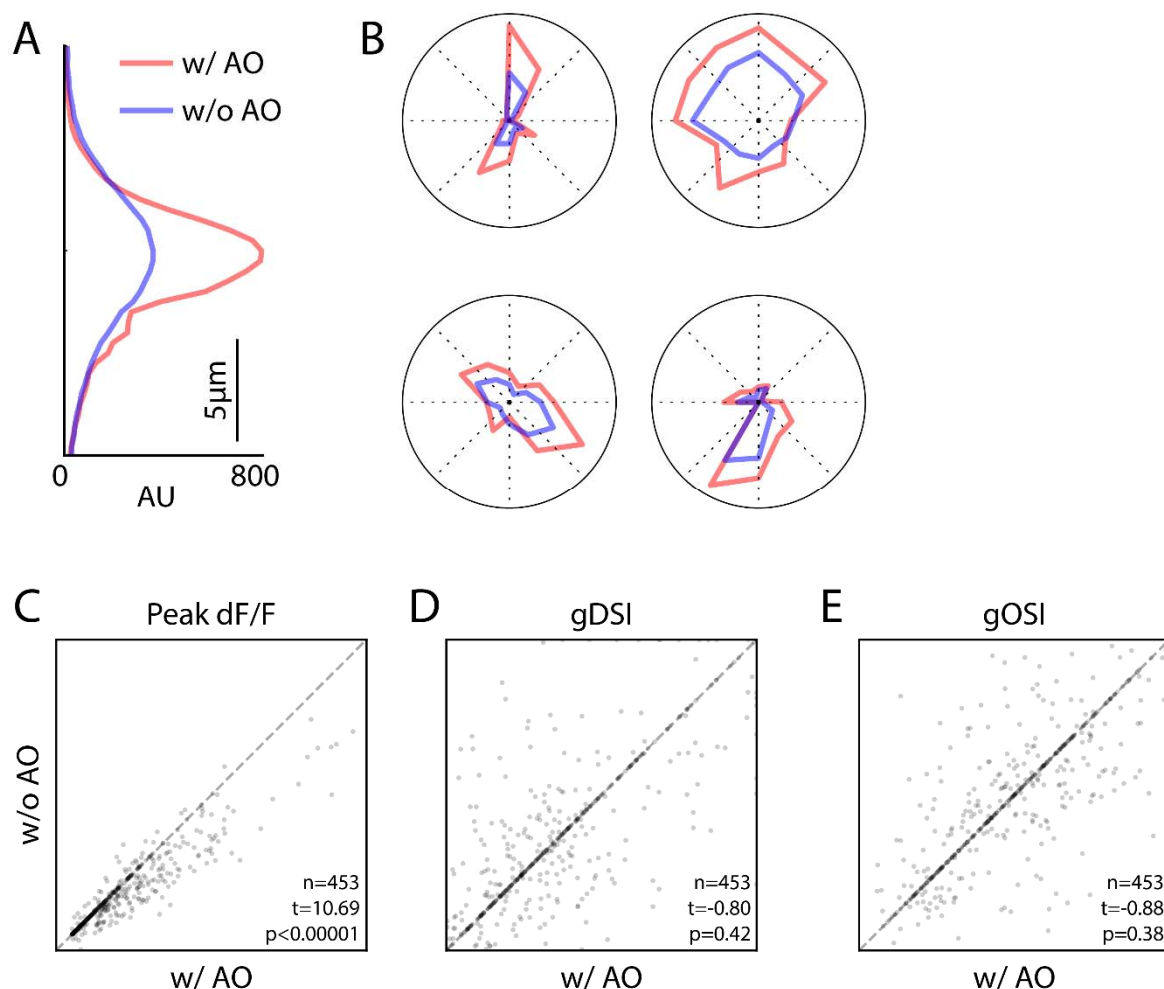 A
w/ AO
w/o AO
5µm
0
800
AU
B
C
Peak dF/F
w/o AO
n=453
t=10.69
p<0.00001
w/ AO
D
gDSI
n=453
t=-0.80
p=0.42
w/ AO
E
gOSI
n=453
t=-0.88
p=0.38
w/ AO